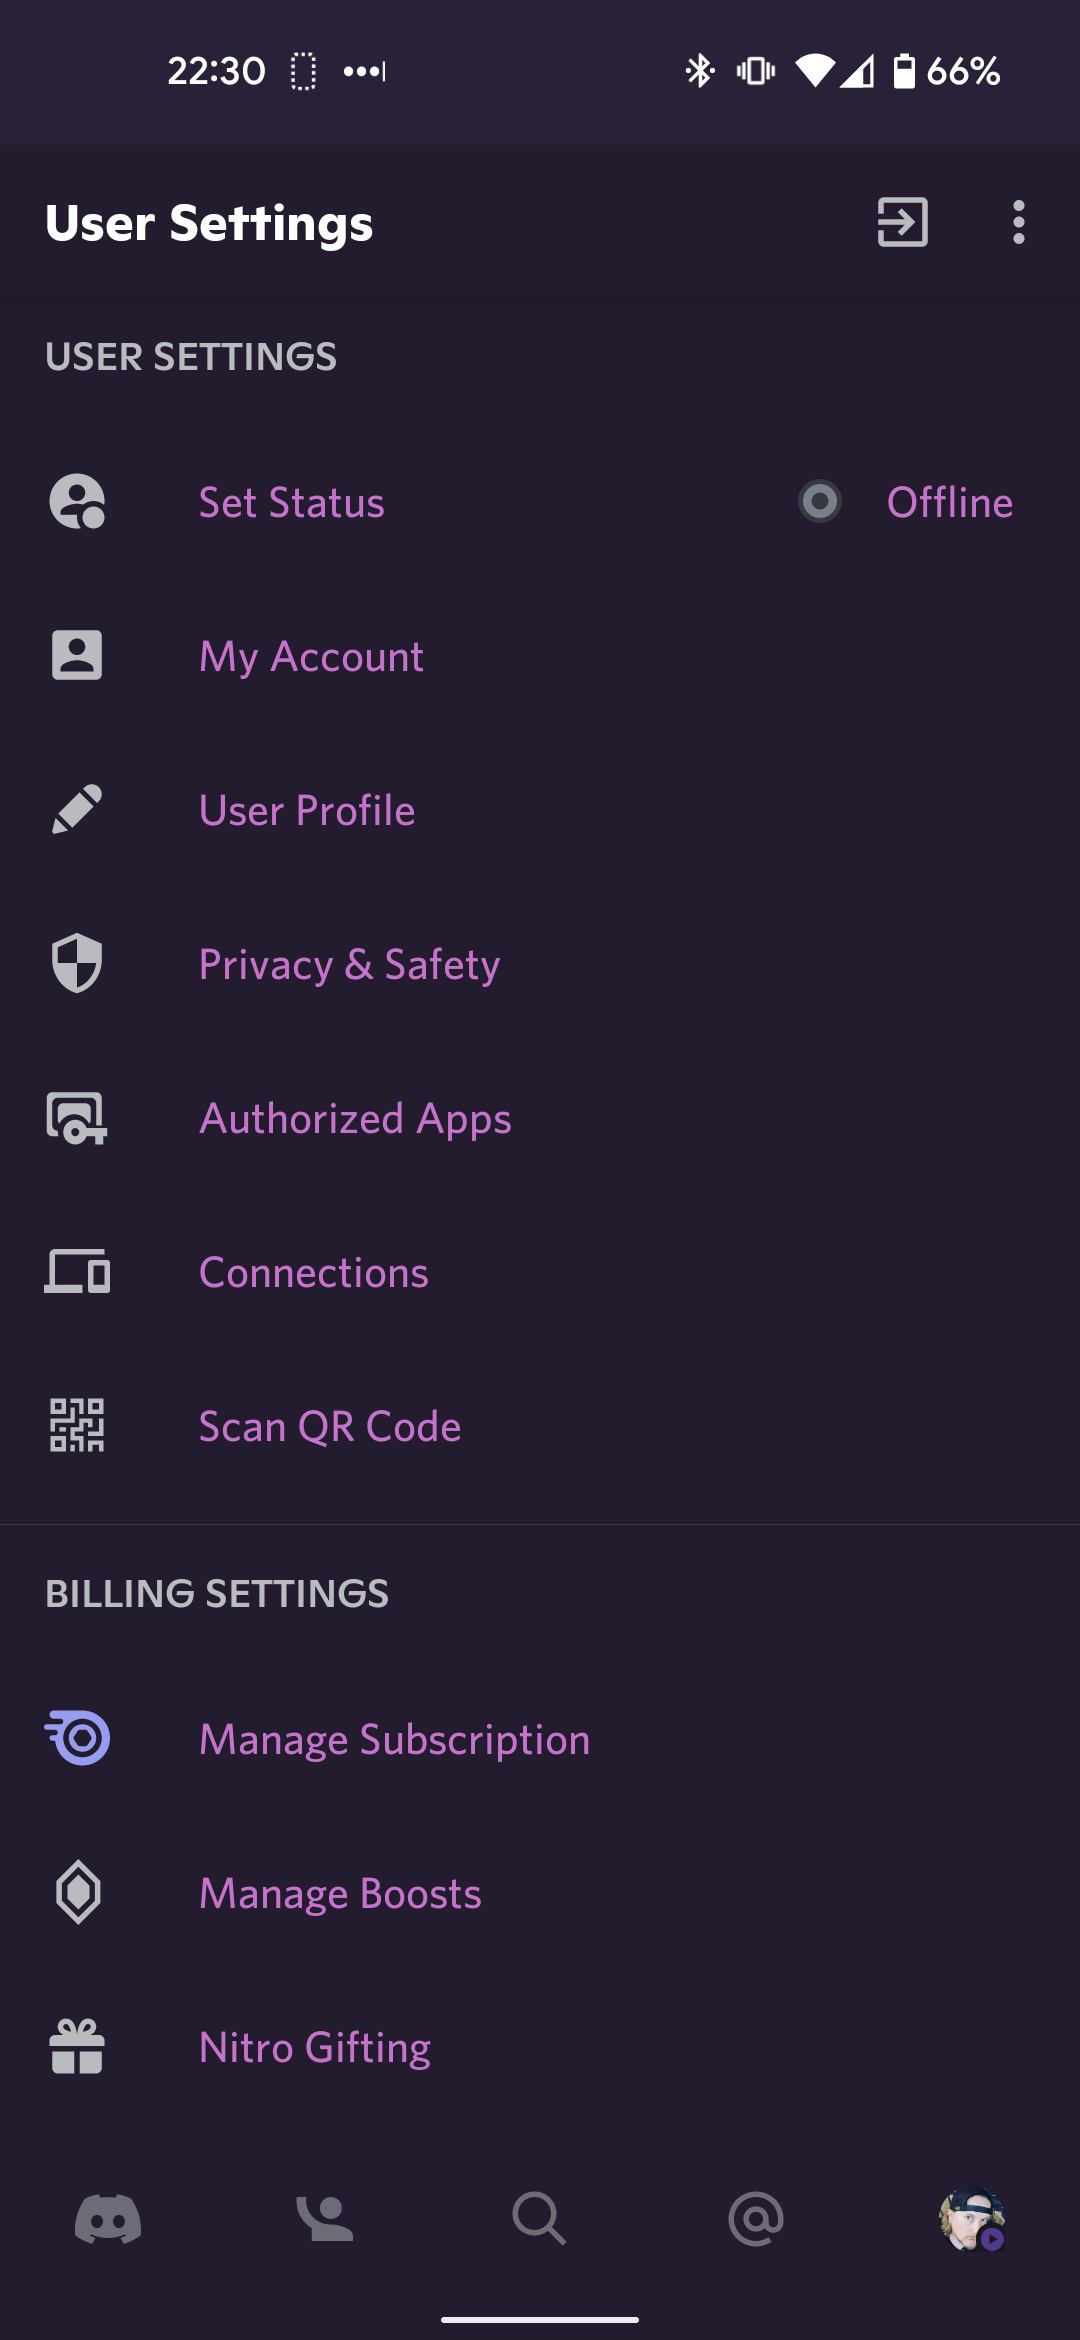 22:30 66%
User Settings
USER SETTINGS
Set Status Offline
My Account
User Profile
Privacy & Safety
Authorized Apps
Connections
Scan QR Code
BILLING SETTINGS
Manage Subscription
Manage Boosts
Nitro Gifting